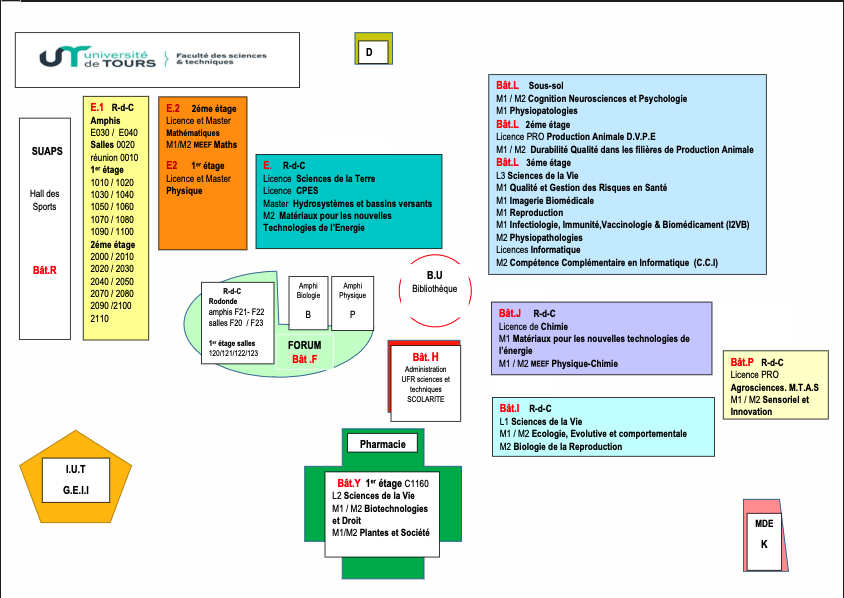 université
de TOURS
Faculté des sciences
& techniques
D
SUAPS
Hall des
Sports
Bât.R
E.1 R-d-C
Amphis
E030 / E040
Salles 0020
réunion 0010
1er étage
1010 / 1020
1030 / 1040
1050 / 1060
1070 / 1080
1090 / 1100
2éme étage
2000 / 2010
2020 / 2030
2040 / 2050
2070 / 2080
2090 /2100
2110
E.2 2éme étage
Licence et Master
Mathématiques
M1/M2 MEEF Maths
E2 1er étage
Licence et Master
Physique
E. R-d-C
Licence Sciences de la Terre
Licence CPES
Master Hydrosystèmes et bassins versants
M2 Matériaux pour les nouvelles
Technologies de l'Energie
Bât.L Sous-sol
M1 / M2 Cognition Neurosciences et Psychologie
M1 Physiopatologies
Bât.L 2éme étage
Licence PRO Production Animale D.V.P.E
M1 / M2 Durabilité Qualité dans les filières de Production Animale
Bât.L 3éme étage
L3 Sciences de la Vie
M1 Qualité et Gestion des Risques en Santé
M1 Imagerie Biomédicale
M1 Reproduction
M1 Infectiologie, Immunité,Vaccinologie & Biomédicament (I2VB)
M2 Physiopathologies
Licences Informatique
M2 Compétence Complémentaire en Informatique (C.C.I)
R-d-C
Rodonde
amphis F21- F22
salles F20 / F23
1er étage salles
120/121/122/123
Amphi
Biologie
B
Amphi
Physique
P
FORUM
Bât .F
B.U
Bibliothèque
Bât. H
Administration
UFR sciences et
techniques
SCOLARITE
Bât.J R-d-C
Licence de Chimie
M1 Matériaux pour les nouvelles technologies de
l'énergie
M1 / M2 MEEF Physique-Chimie
Bât.P R-d-C
Licence PRO
Agrosciences. M.T.A.S
M1 / M2 Sensoriel et
Innovation
Bât.I R-d-C
L1 Sciences de la Vie
M1 / M2 Ecologie, Evolutive et comportementale
M2 Biologie de la Reproduction
I.U.T
G.E.I.I
Pharmacie
Bât.Y 1er étage C1160
L2 Sciences de la Vie
M1 / M2 Biotechnologies
et Droit
M1/M2 Plantes et Société
MDE
K